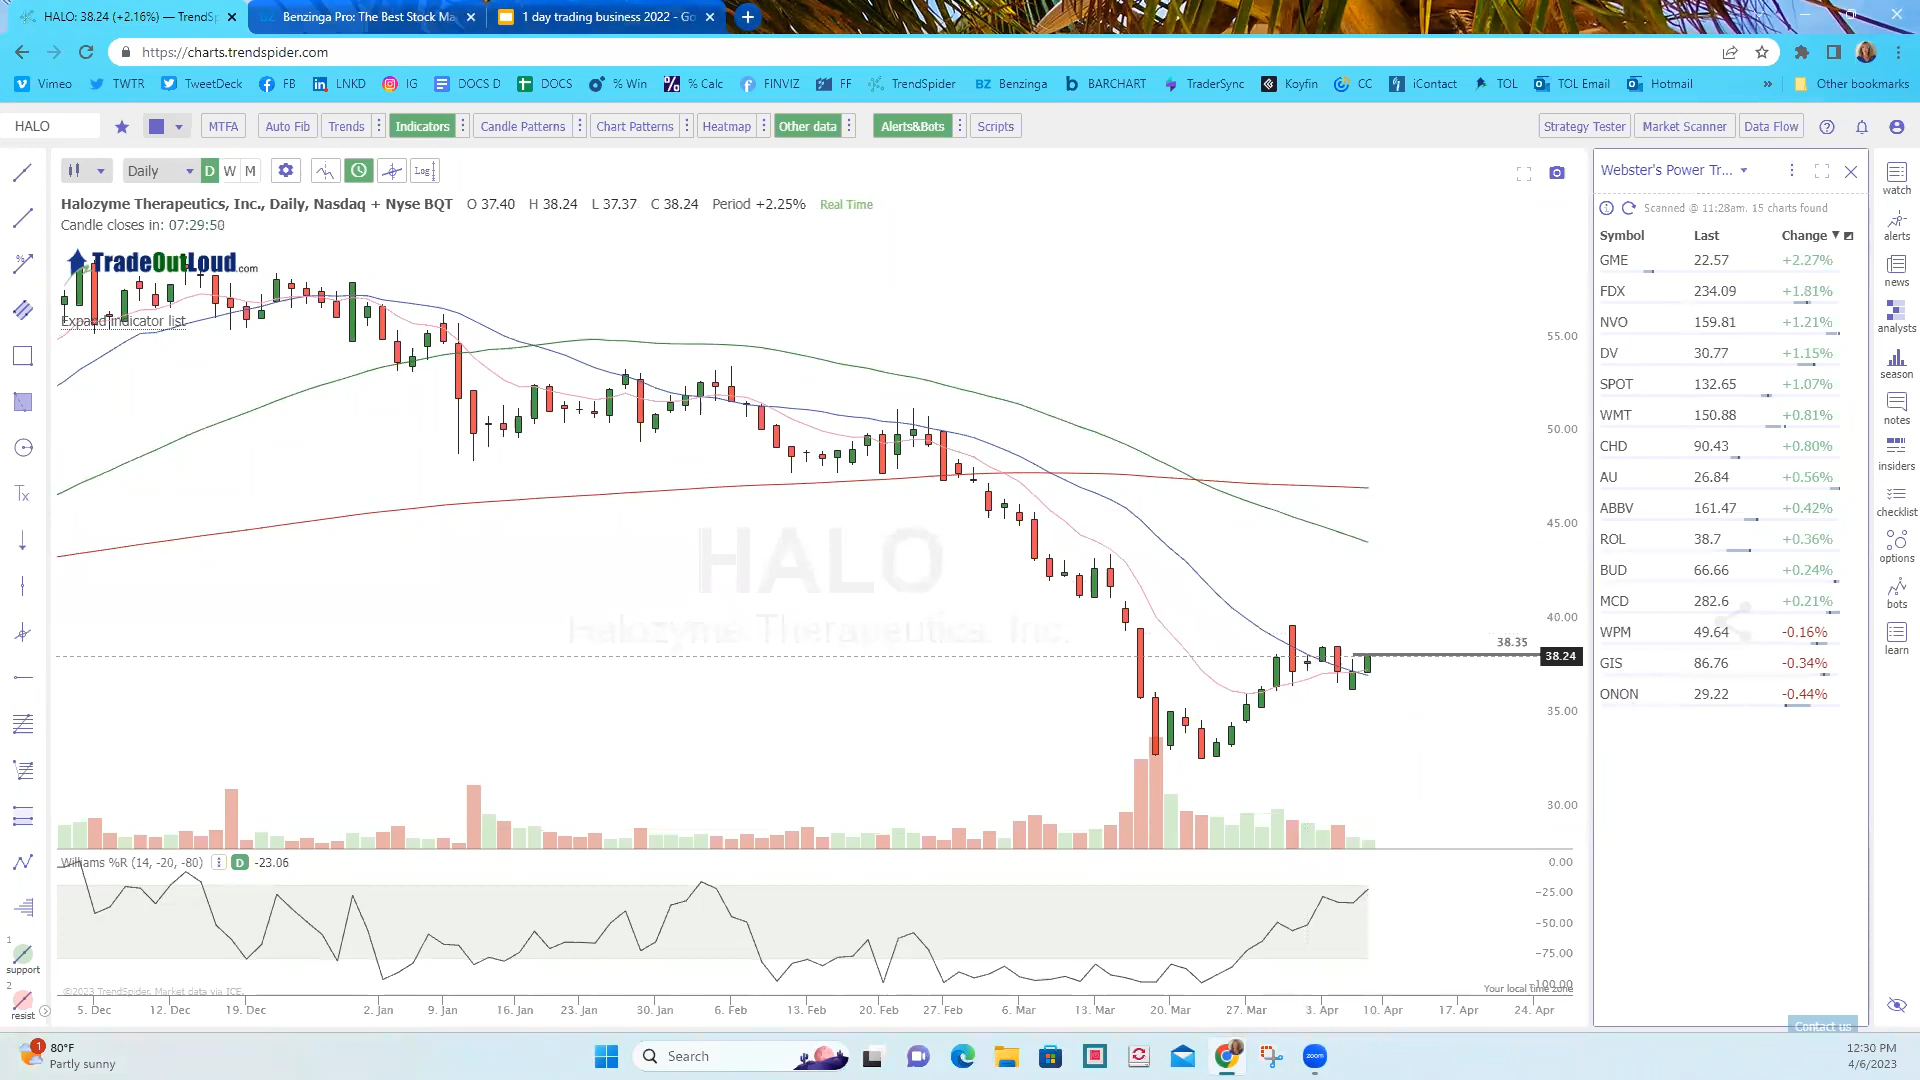 HALO: 38.24 (+2.16%) — TrendS
Benzinga Pro: The Best Stock Ma
1 day trading business 2022 - Go
https://charts.trendspider.com
Vimeo
TWTR
TweetDeck
FB
LNKD
IG
DOCS D
DOCS
% Win
% Calc
FINVIZ
FF
TrendSpider
BZ Benzinga
BARCHART
TraderSync
Koyfin
CC
iContact
TOL
TOL Email
Hotmail
»
Other bookmarks
HALO
MTFA
Auto Fib
Trends
Indicators
Candle Patterns
Chart Patterns
Heatmap
Other data
Alerts&Bots
Scripts
Strategy Tester
Market Scanner
Data Flow
Daily
D
W
M
Log
Halozyme Therapeutics, Inc., Daily, Nasdaq + Nyse BQT O 37.40 H 38.24 L 37.37 C 38.24 Period +2.25% Real Time
Candle closes in: 07:29:50
TradeOutLoud.com
Expand indicator list
HALO
Halozyme Therapeutics, Inc.
55.00
50.00
45.00
40.00
38.35
38.24
35.00
30.00
Williams %R (14, -20, -80) D -23.06
0.00
-25.00
-50.00
-75.00
-100.00
©2023 TrendSpider. Market data via ICE.
Your local time zone
5. Dec
12. Dec
19. Dec
2. Jan
9. Jan
16. Jan
23. Jan
30. Jan
6. Feb
13. Feb
20. Feb
27. Feb
6. Mar
13. Mar
20. Mar
27. Mar
3. Apr
10. Apr
17. Apr
24. Apr
Tx
1
support
2
resist
Webster's Power Tr...
Scanned @ 11:28am. 15 charts found
Symbol Last Change
GME 22.57 +2.27%
FDX 234.09 +1.81%
NVO 159.81 +1.21%
DV 30.77 +1.15%
SPOT 132.65 +1.07%
WMT 150.88 +0.81%
CHD 90.43 +0.80%
AU 26.84 +0.56%
ABBV 161.47 +0.42%
ROL 38.7 +0.36%
BUD 66.66 +0.24%
MCD 282.6 +0.21%
WPM 49.64 -0.16%
GIS 86.76 -0.34%
ONON 29.22 -0.44%
watch
alerts
news
analysts
season
notes
insiders
checklist
options
bots
learn
Contact us
1
80°F
Partly sunny
Search
zoom
12:30 PM
4/6/2023